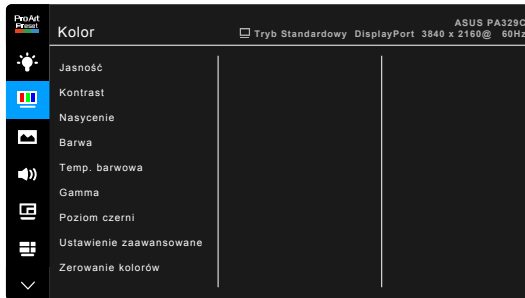 ProArt
Preset
Kolor
ASUS PA329C
Tryb Standardowy DisplayPort 3840 x 2160@ 60Hz
Jasność
Kontrast
Nasycenie
Barwa
Temp. barwowa
Gamma
Poziom czerni
Ustawienie zaawansowane
Zerowanie kolorów